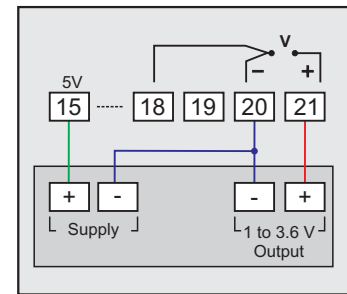 V
− +
5V
15 18 19 20 21
+ - - +
Supply 1 to 3.6 V
Output